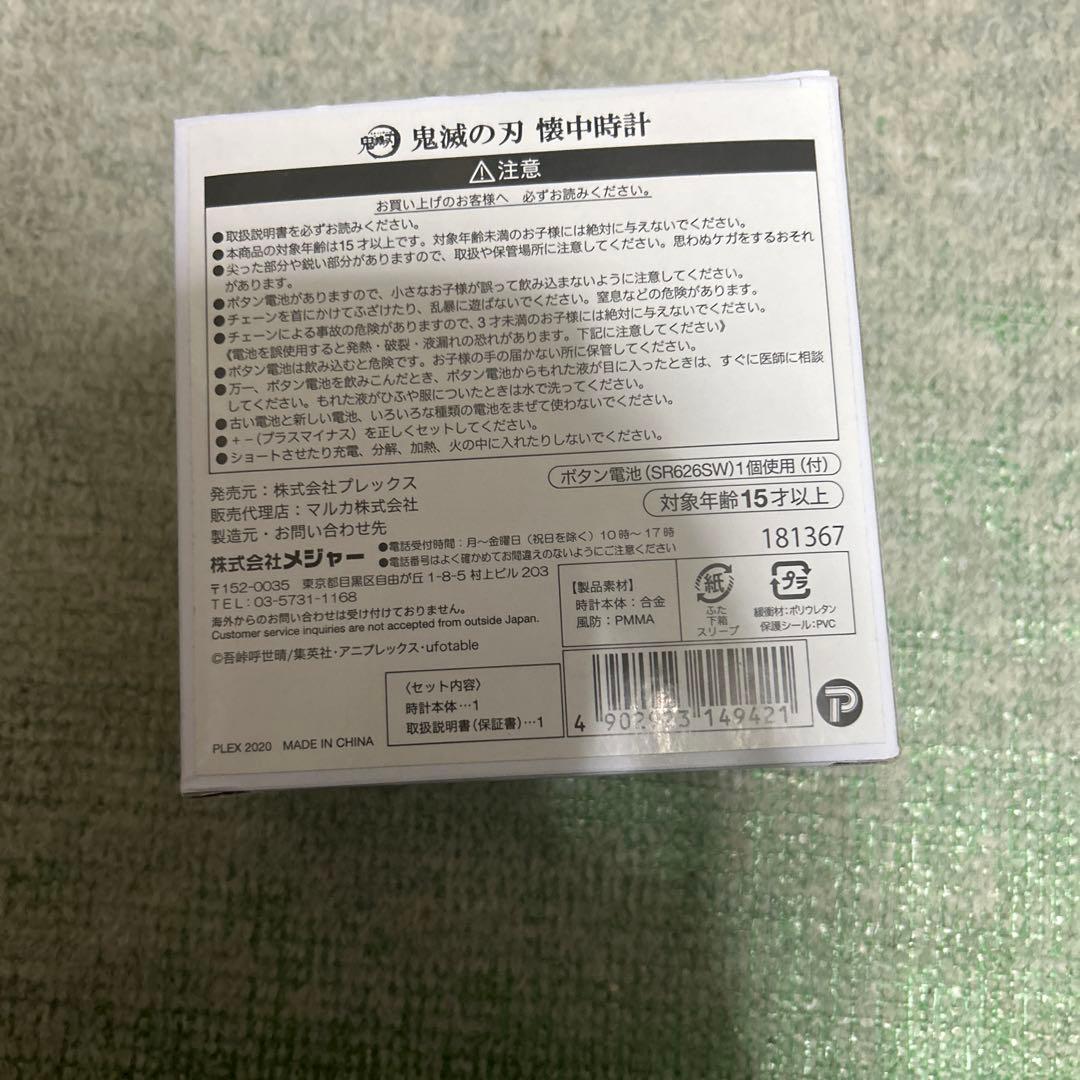 鬼滅の刃 懐中時計
⚠注意
お買い上げのお客様へ 必ずお読みください。
●取扱説明書を必ずお読みください。
●本商品の対象年齢は15才以上です。対象年齢未満のお子様には絶対に与えないでください。
●尖った部分や鋭い部分がありますので、取扱や保管場所に注意してください。思わぬケガをするおそれ
があります。
●ボタン電池がありますので、小さなお子様が誤って飲み込まないように注意してください。
●チェーンを首にかけてふざけたり、乱暴に遊ばないでください。窒息などの危険があります。
●チェーンによる事故の危険がありますので、3才未満のお子様には絶対に与えないでください。
《電池を誤使用すると発熱・破裂・液漏れの恐れがあります。下記に注意してください》
●ボタン電池は飲み込むと危険です。お子様の手の届かない所に保管してください。
●万一、ボタン電池を飲みこんだとき、ボタン電池からもれた液が目に入ったときは、すぐに医師に相談
してください。もれた液がひふや服についたときは水で洗ってください。
●古い電池と新しい電池、いろいろな種類の電池をまぜて使わないでください。
●+-(プラスマイナス)を正しくセットしてください。
●ショートさせたり充電、分解、加熱、火の中に入れたりしないでください。
ボタン電池(SR626SW)1個使用(付)
発売元:株式会社プレックス
販売代理店:マルカ株式会社
対象年齢15才以上
製造元・お問い合わせ先
181367
株式会社メジャー
●電話受付時間:月〜金曜日(祝日を除く)10時〜17時
●電話番号はよく確かめてお間違えのないようにご注意ください
〒152-0035 東京都目黒区自由が丘1-8-5 村上ビル203
TEL:03-5731-1168
海外からのお問い合わせは受け付けておりません。
Customer service inquiries are not accepted from outside Japan.
【製品素材】
時計本体:合金
風防:PMMA
紙
ふた
下箱
スリーブ
プラ
緩衝材:ポリウレタン
保護シール:PVC
©吾峠呼世晴/集英社・アニプレックス・ufotable
〈セット内容〉
時計本体…1
取扱説明書(保証書)…1
4 902923 149421
PLEX 2020 MADE IN CHINA